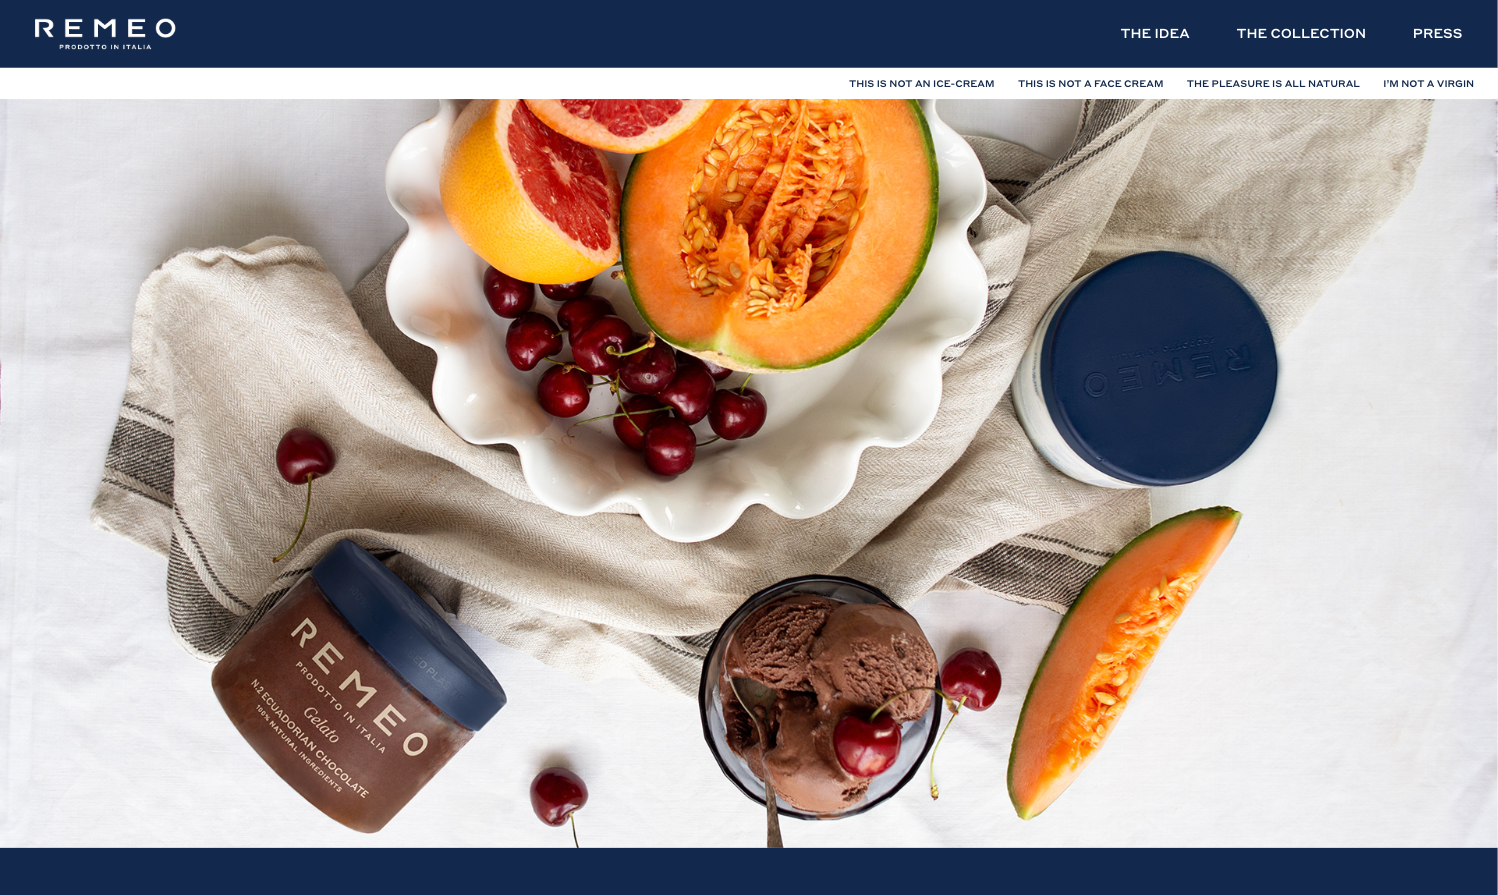 REMEO
PRODOTTO IN ITALIA
THE IDEA
THE COLLECTION
PRESS
THIS IS NOT AN ICE-CREAM
THIS IS NOT A FACE CREAM
THE PLEASURE IS ALL NATURAL
I'M NOT A VIRGIN
REMEO
REMEO
PRODOTTO IN ITALIA
Gelato
N.2 ECUADORIAN CHOCOLATE
100% NATURAL INGREDIENTS